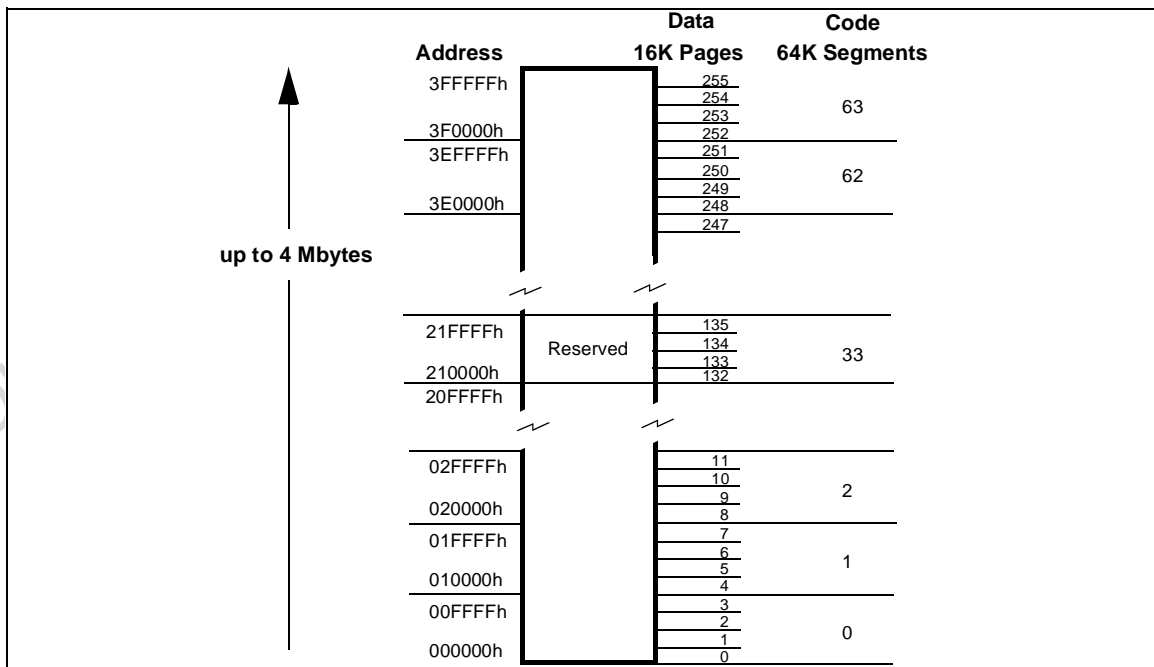 Data Code
Address 16K Pages 64K Segments
3FFFFFh 255
254
253 63
3F0000h 252
3EFFFFh 251
250 62
249
3E0000h 248
247
up to 4 Mbytes
21FFFFh 135
Reserved 134 33
133
210000h 132
20FFFFh
02FFFFh 11
10
9 2
020000h 8
01FFFFh 7
6
5 1
010000h 4
00FFFFh 3
2 0
1
000000h 0